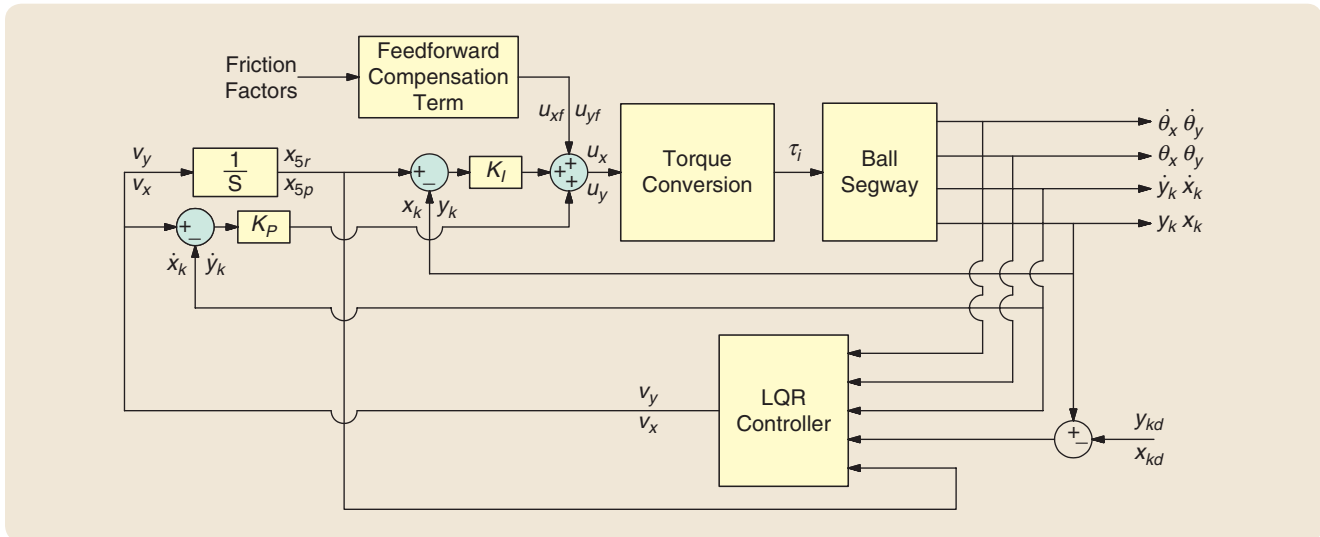 Feedforward
Compensation
Term
Friction
Factors
u_xf u_yf
θ̇_x θ̇_y
θ_x θ_y
ẏ_k ẋ_k
y_k x_k
v_y
v_x
1
S
x_5r
x_5p
+
−
x_k y_k
K_I
+ + +
u_x
u_y
Torque
Conversion
τ_i
Ball
Segway
+
−
ẋ_k ẏ_k
K_P
v_y
v_x
LQR
Controller
+
−
y_kd
x_kd